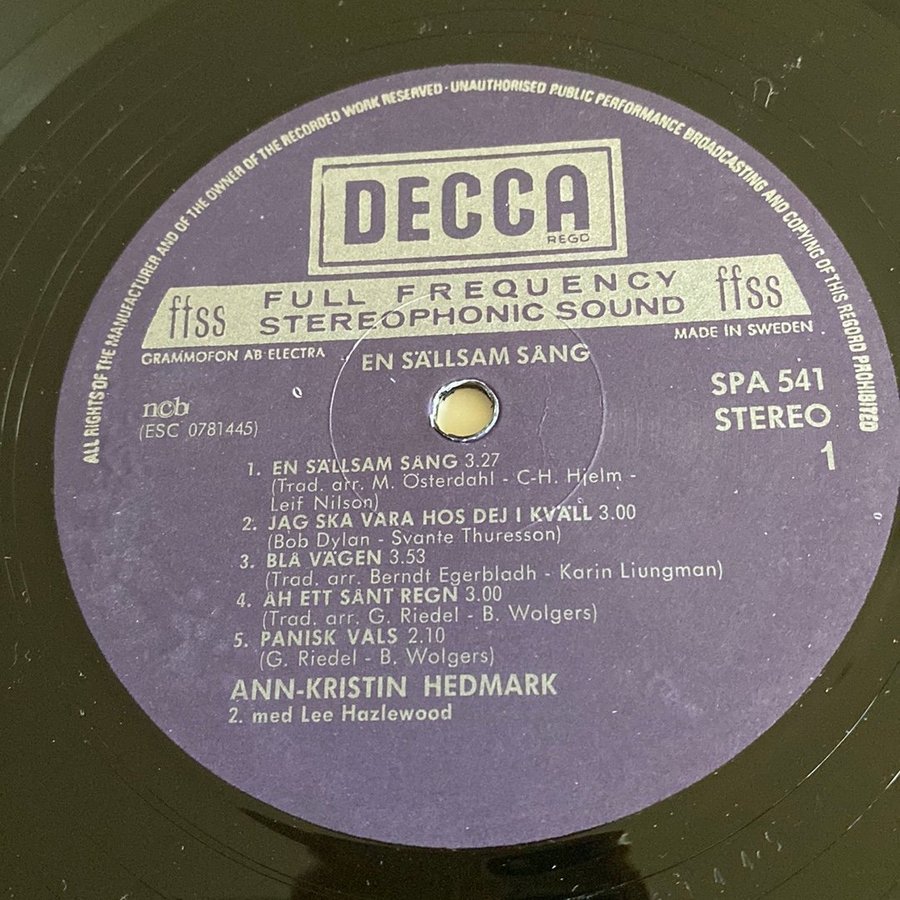 ALL RIGHTS OF THE MANUFACTURER AND OF THE OWNER OF THE RECORDED WORK RESERVED · UNAUTHORISED PUBLIC PERFORMANCE BROADCASTING AND COPYING OF THIS RECORD PROHIBITED
DECCA
REGD
ffss FULL FREQUENCY STEREOPHONIC SOUND ffss
GRAMMOFON AB ELECTRA
MADE IN SWEDEN
EN SÄLLSAM SÅNG
SPA 541
STEREO
1
ncb
(ESC 0781445)
1. EN SÄLLSAM SÅNG 3.27
(Trad. arr. M. Österdahl - C-H. Hjelm -
Leif Nilson)
2. JAG SKA VARA HOS DEJ I KVÄLL 3.00
(Bob Dylan - Svante Thuresson)
3. BLÅ VÄGEN 3.53
(Trad. arr. Berndt Egerbladh - Karin Liungman)
4. ÅH ETT SÅNT REGN 3.00
(Trad. arr. G. Riedel - B. Wolgers)
5. PANISK VALS 2.10
(G. Riedel - B. Wolgers)
ANN-KRISTIN HEDMARK
2. med Lee Hazlewood